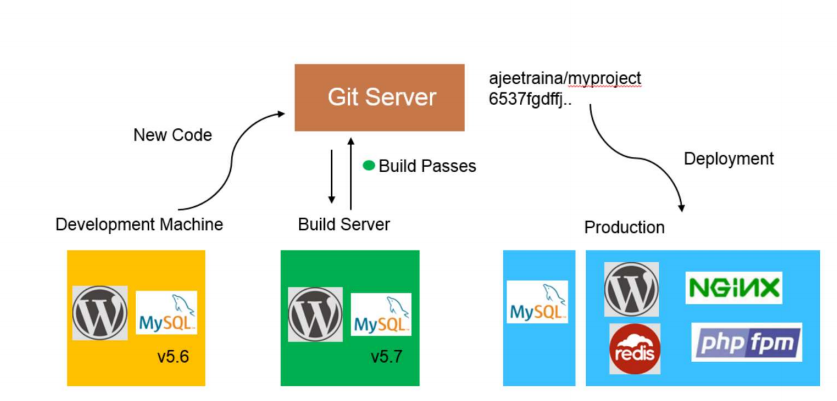 Git Server
ajeetraina/myproject
6537fgdffj..
New Code
Build Passes
Deployment
Development Machine
Build Server
Production
W
MySQL
v5.6
W
MySQL
v5.7
MySQL
W
NGiNX
redis
php fpm